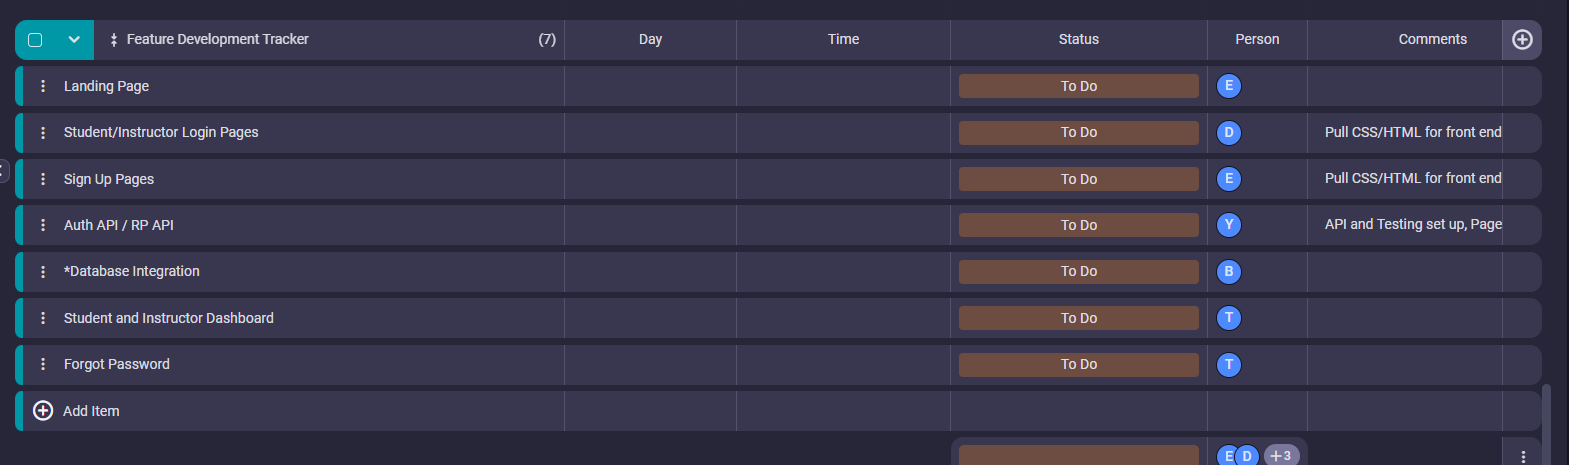 Feature Development Tracker (7) Day Time Status Person Comments
Landing Page To Do E
Student/Instructor Login Pages To Do D Pull CSS/HTML for front end
Sign Up Pages To Do E Pull CSS/HTML for front end
Auth API / RP API To Do Y API and Testing set up, Page
*Database Integration To Do B
Student and Instructor Dashboard To Do T
Forgot Password To Do T
Add Item
E D +3